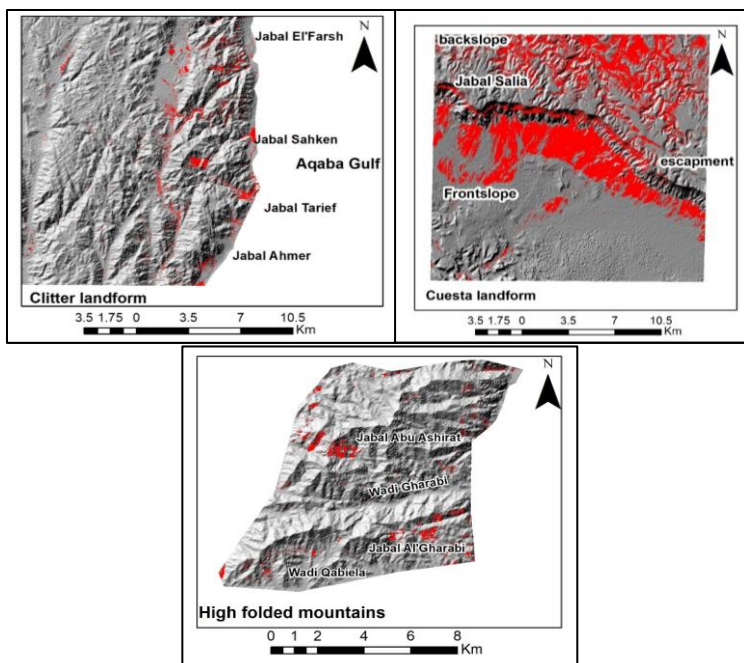 N
Jabal El'Farsh
Jabal Sahken
Aqaba Gulf
Jabal Tarief
Jabal Ahmer
Clitter landform
3.5 1.75 0 3.5 7 10.5
Km
backslope
N
Jabal Salia
escapment
Frontslope
Cuesta landform
3.5 1.75 0 3.5 7 10.5
Km
N
Jabal Abu Ashirat
Wadi Gharabi
Jabal Al'Gharabi
Wadi Qabiela
High folded mountains
0 1 2 4 6 8
Km